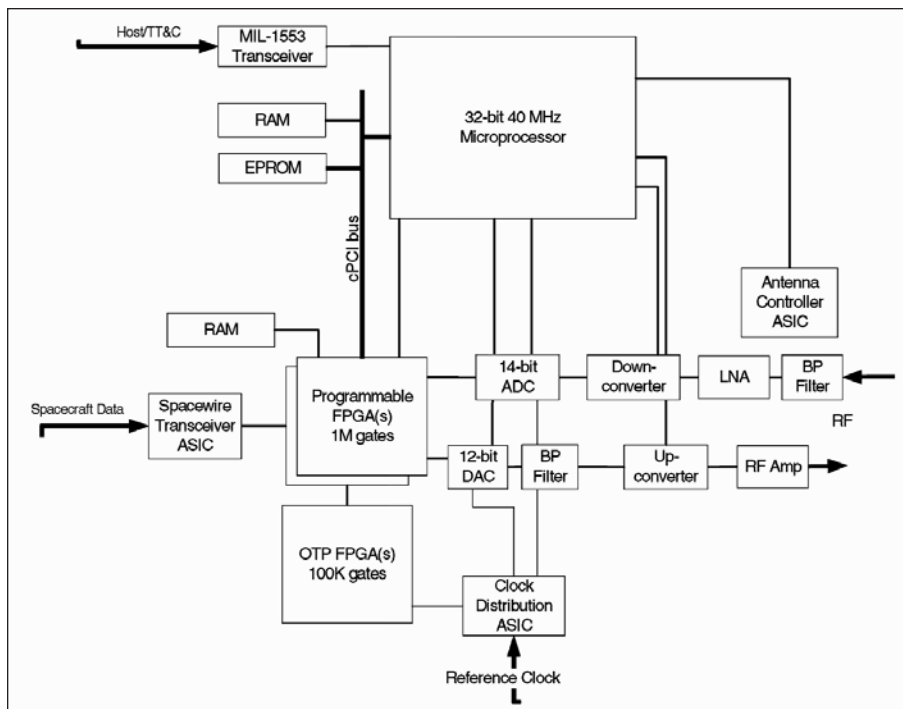 Host/TT&C
MIL-1553
Transceiver
32-bit 40 MHz
Microprocessor
RAM
EPROM
cPCI bus
Antenna
Controller
ASIC
RAM
Programmable
FPGA(s)
1M gates
14-bit
ADC
Down-
converter
LNA
BP
Filter
RF
Spacecraft Data
Spacewire
Transceiver
ASIC
12-bit
DAC
BP
Filter
Up-
converter
RF Amp
OTP FPGA(s)
100K gates
Clock
Distribution
ASIC
Reference Clock